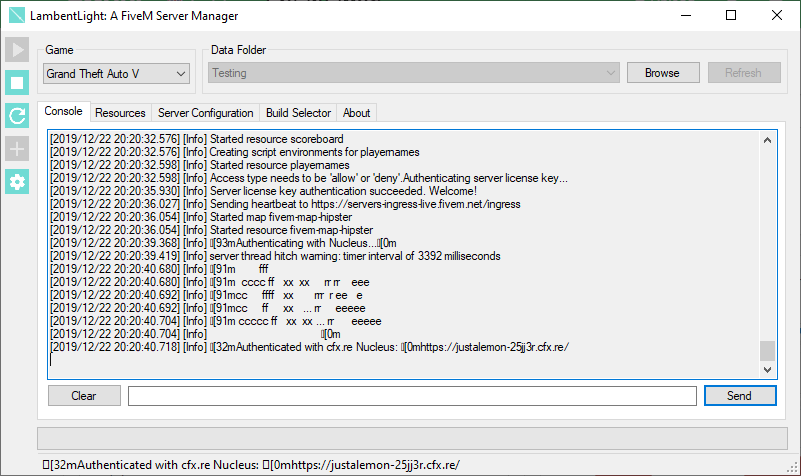 LambentLight: A FiveM Server Manager
Game
Data Folder
Grand Theft Auto V
Testing
Browse
Refresh
Console
Resources
Server Configuration
Build Selector
About
[2019/12/22 20:20:32.576] [Info] Started resource scoreboard
[2019/12/22 20:20:32.576] [Info] Creating script environments for playernames
[2019/12/22 20:20:32.598] [Info] Started resource playernames
[2019/12/22 20:20:32.598] [Info] Access type needs to be 'allow' or 'deny'.Authenticating server license key...
[2019/12/22 20:20:35.930] [Info] Server license key authentication succeeded. Welcome!
[2019/12/22 20:20:36.027] [Info] Sending heartbeat to https://servers-ingress-live.fivem.net/ingress
[2019/12/22 20:20:36.054] [Info] Started map fivem-map-hipster
[2019/12/22 20:20:36.054] [Info] Started resource fivem-map-hipster
[2019/12/22 20:20:39.368] [Info] [93mAuthenticating with Nucleus...[0m
[2019/12/22 20:20:39.419] [Info] server thread hitch warning: timer interval of 3392 milliseconds
[2019/12/22 20:20:40.680] [Info] [91m        fff
[2019/12/22 20:20:40.680] [Info] [91m  cccc ff   xx  xx     rr rr    eee
[2019/12/22 20:20:40.692] [Info] [91mcc     ffff   xx       rrr  r ee   e
[2019/12/22 20:20:40.692] [Info] [91mcc     ff     xx   ... rr      eeeee
[2019/12/22 20:20:40.704] [Info] [91m ccccc ff   xx  xx ... rr      eeeee
[2019/12/22 20:20:40.704] [Info] [0m
[2019/12/22 20:20:40.718] [Info] [32mAuthenticated with cfx.re Nucleus: [0mhttps://justalemon-25jj3r.cfx.re/
Clear
Send
[32mAuthenticated with cfx.re Nucleus: [0mhttps://justalemon-25jj3r.cfx.re/